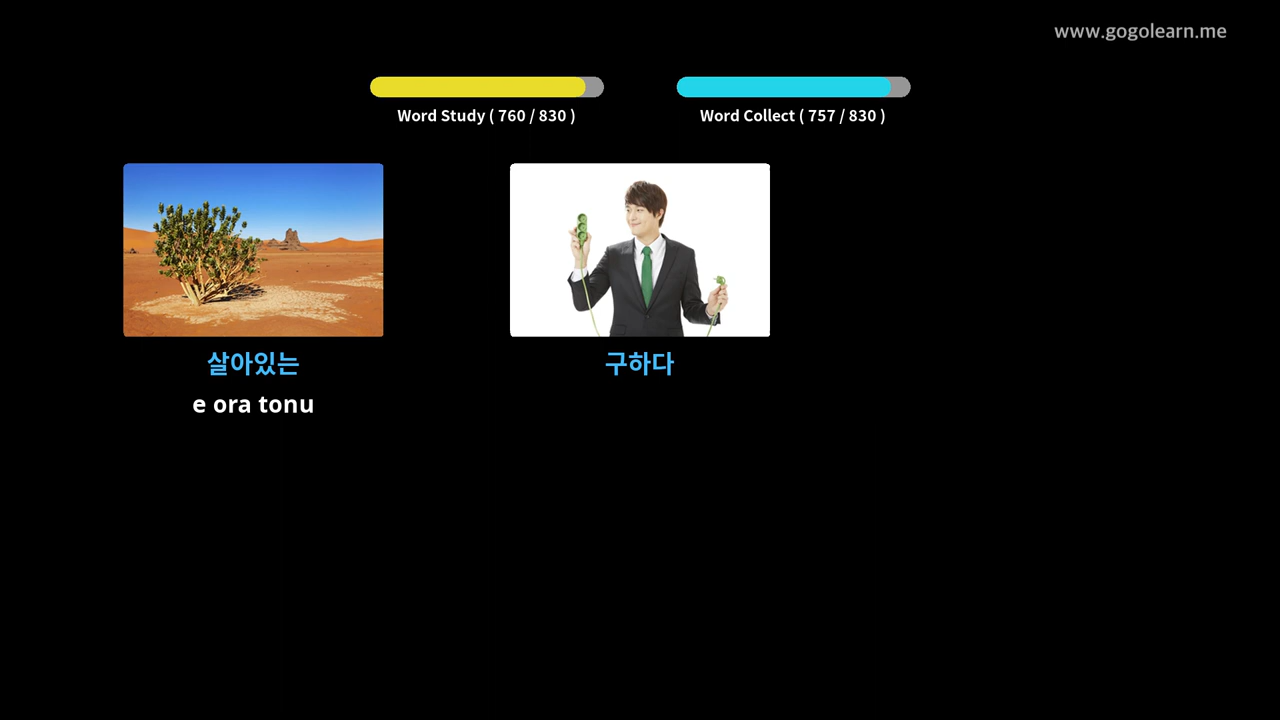 www.gogolearn.me
Word Study ( 760 / 830 )
Word Collect ( 757 / 830 )
살아있는
e ora tonu
구하다